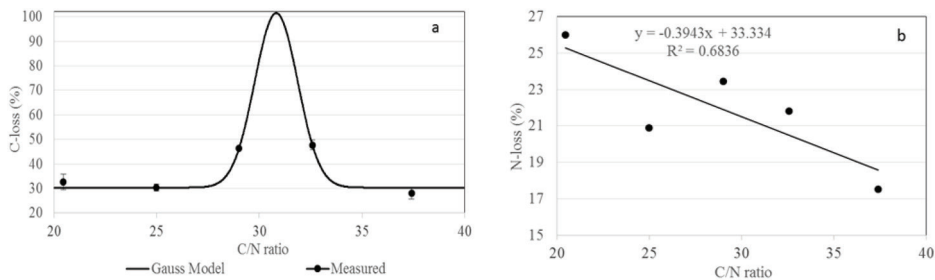 a
C-loss (%)
100
90
80
70
60
50
40
30
20
20 25 30 35 40
C/N ratio
Gauss Model Measured
b
y = -0.3943x + 33.334
R² = 0.6836
N-loss (%)
27
25
23
21
19
17
15
20 25 30 35 40
C/N ratio